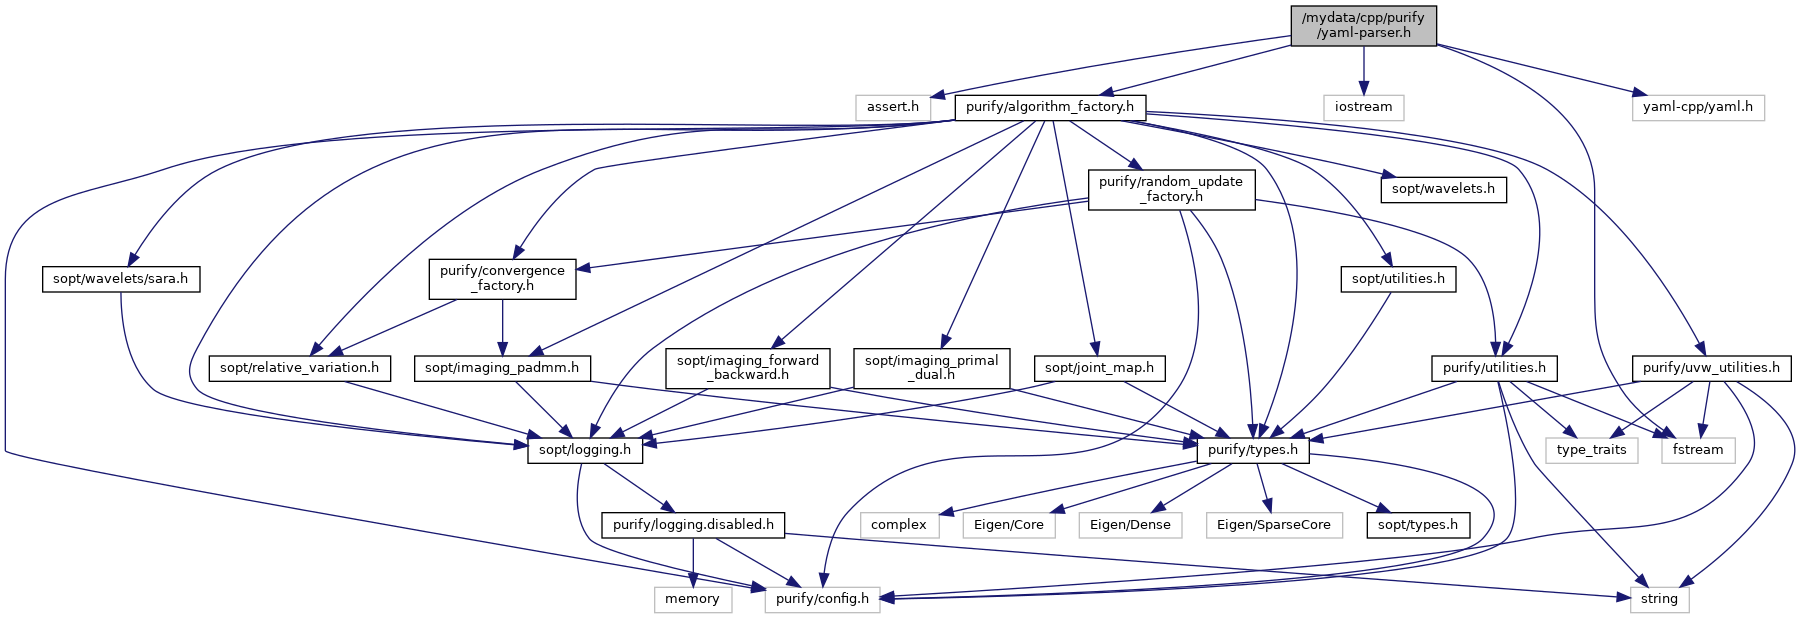 /mydata/cpp/purify
/yaml-parser.h
assert.h
purify/algorithm_factory.h
iostream
yaml-cpp/yaml.h
purify/random_update
_factory.h
sopt/wavelets.h
sopt/wavelets/sara.h
purify/convergence
_factory.h
sopt/utilities.h
sopt/relative_variation.h
sopt/imaging_padmm.h
sopt/imaging_forward
_backward.h
sopt/imaging_primal
_dual.h
sopt/joint_map.h
purify/utilities.h
purify/uvw_utilities.h
sopt/logging.h
purify/types.h
type_traits
fstream
purify/logging.disabled.h
complex
Eigen/Core
Eigen/Dense
Eigen/SparseCore
sopt/types.h
memory
purify/config.h
string